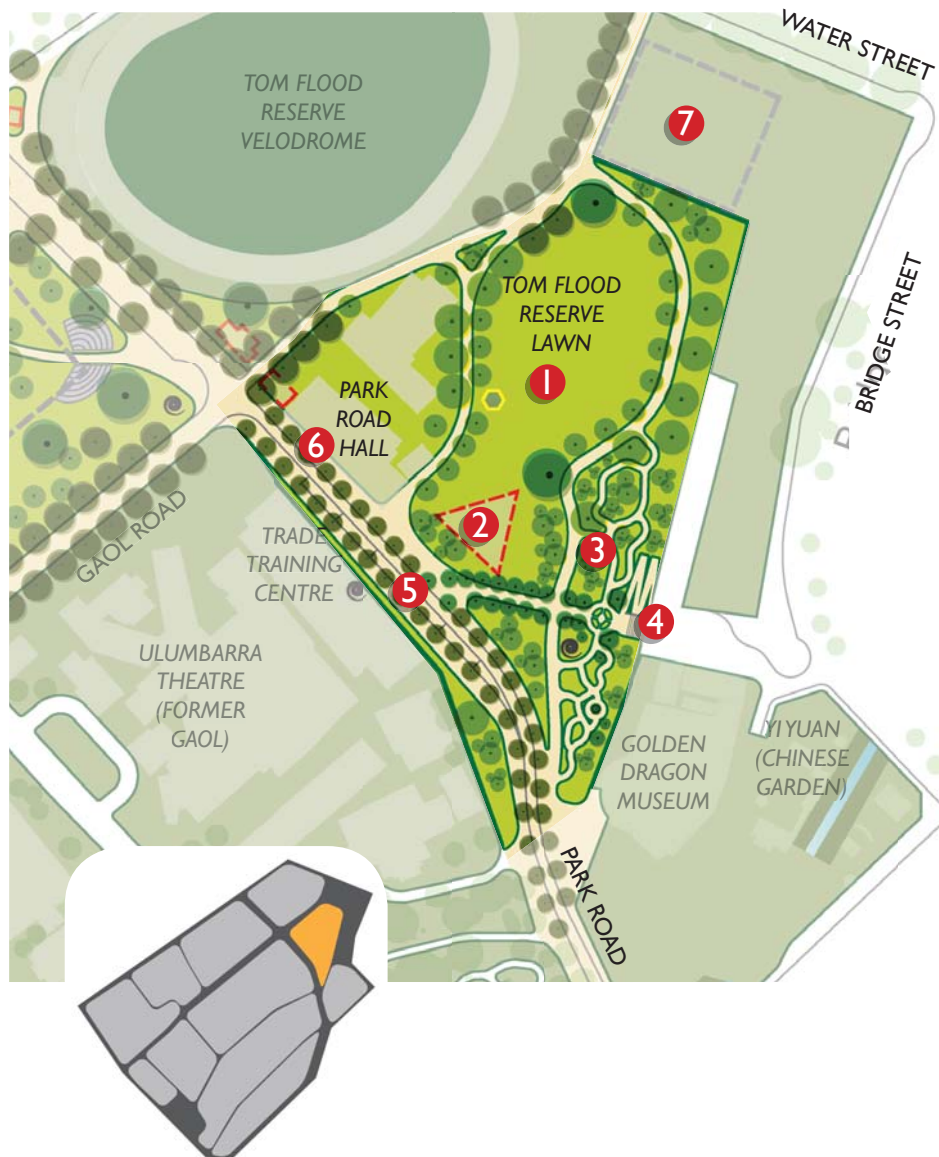 WATER STREET
TOM FLOOD
RESERVE
VELODROME
7
TOM FLOOD
RESERVE
LAWN
1
BRIDGE STREET
PARK
ROAD
HALL
6
GAOL ROAD
2
TRADE
TRAINING
CENTRE
3
5
4
ULUMBARRA
THEATRE
(FORMER
GAOL)
GOLDEN
DRAGON
MUSEUM
YI YUAN
(CHINESE
GARDEN)
PARK ROAD